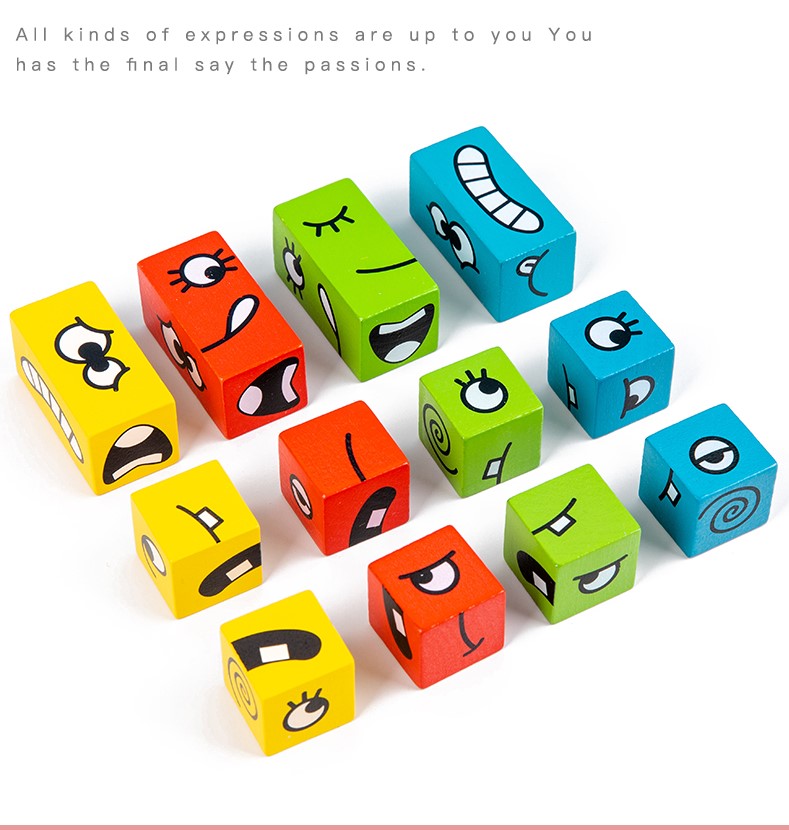 All kinds of expressions are up to you You
has the final say the passions.